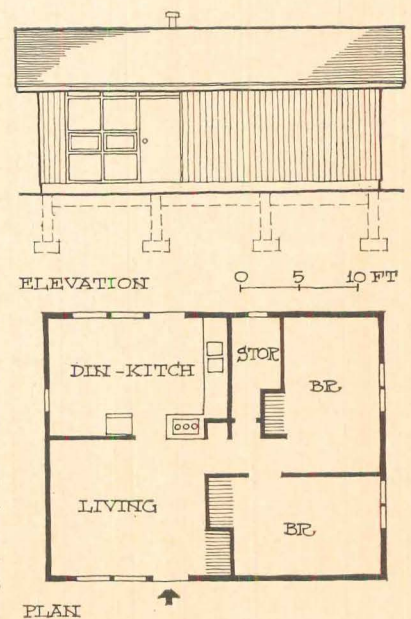 ELEVATION
0 5 10 FT
DIN-KITCH
STOR
BR
LIVING
BR
PLAN